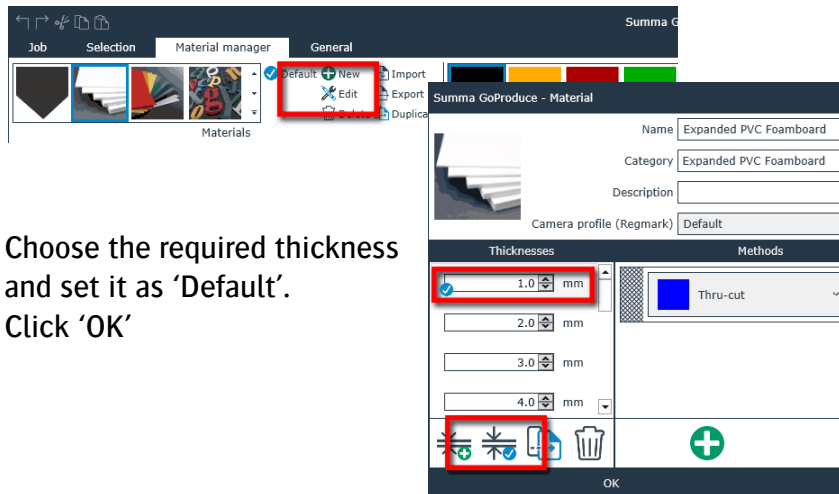 Summa G
Job Selection Material manager General
Default New Import
Edit Export
Delete Duplica
Materials
Summa GoProduce - Material
Name Expanded PVC Foamboard
Category Expanded PVC Foamboard
Description
Camera profile (Regmark) Default
Thicknesses Methods
1.0 mm Thru-cut
2.0 mm
3.0 mm
4.0 mm
OK
Choose the required thickness
and set it as ‘Default’.
Click ‘OK’